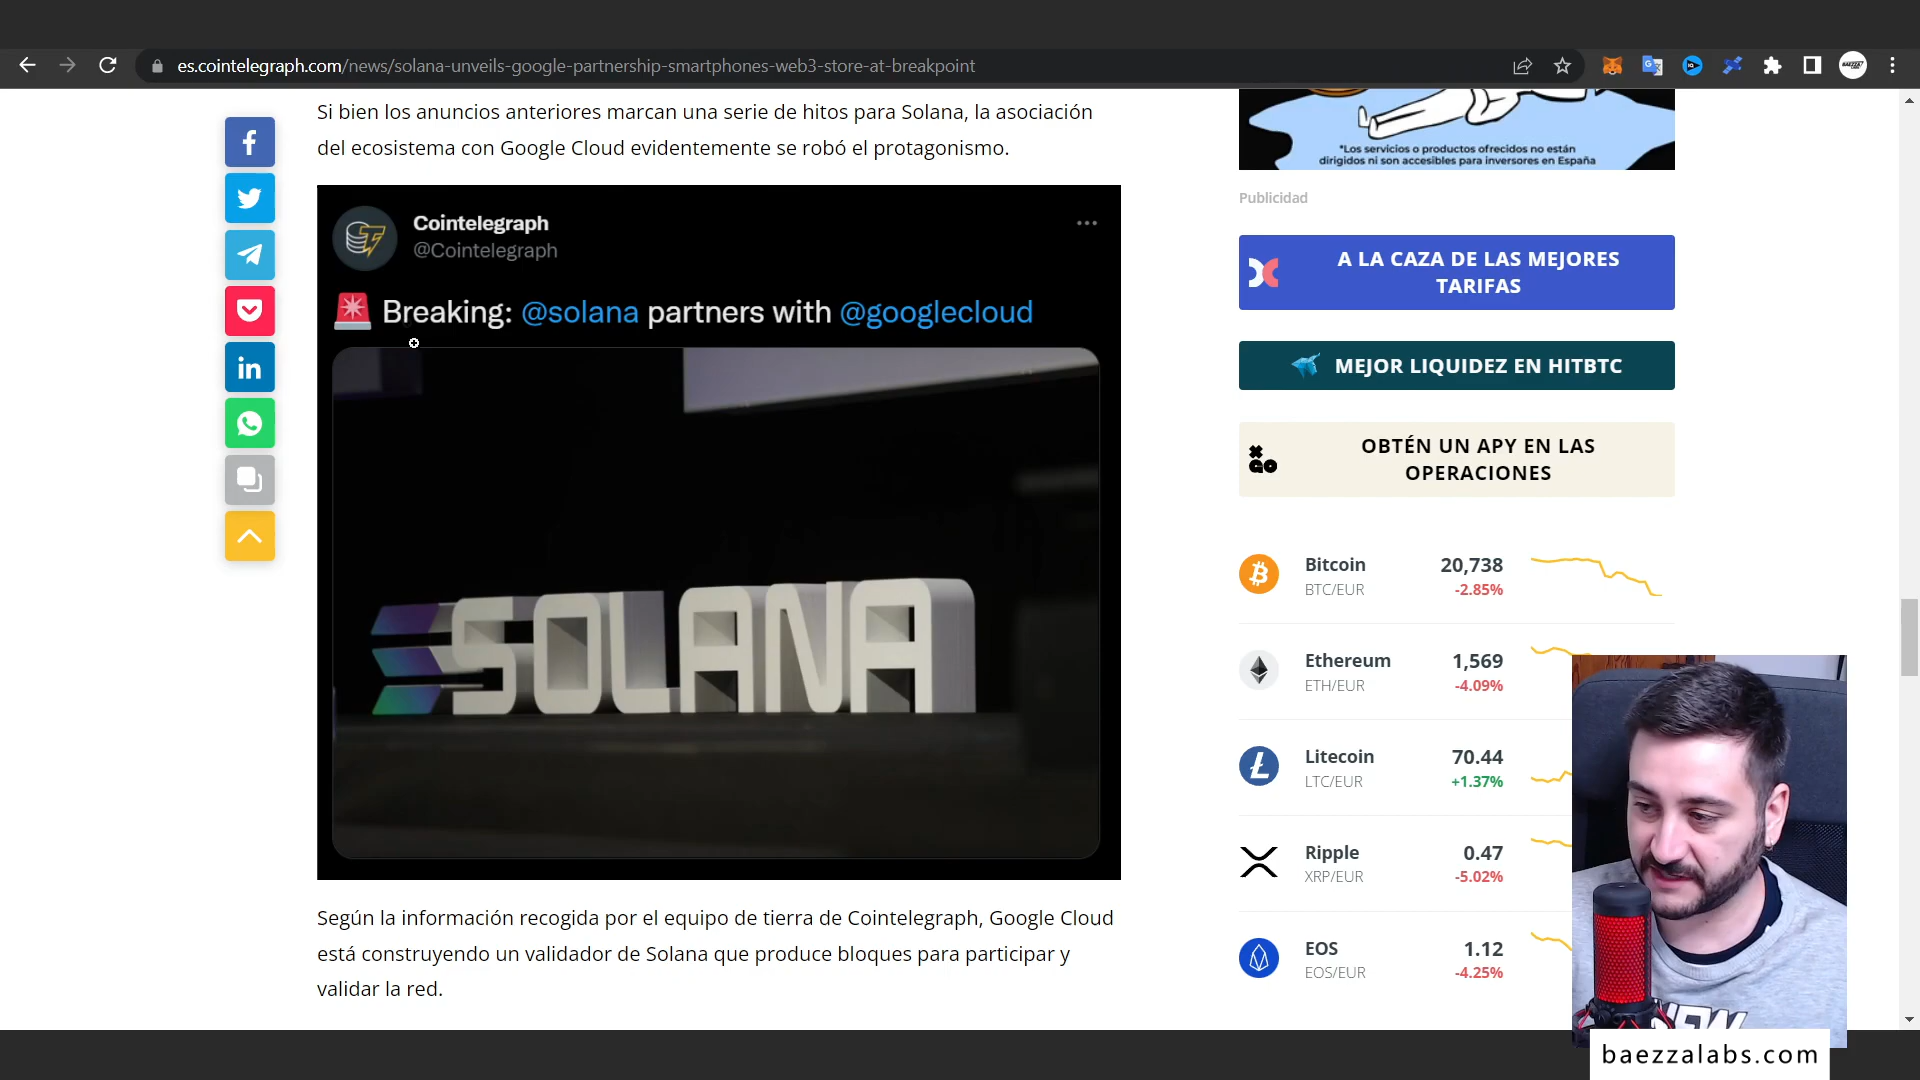 es.cointelegraph.com/news/solana-unveils-google-partnership-smartphones-web3-store-at-breakpoint
Si bien los anuncios anteriores marcan una serie de hitos para Solana, la asociación
del ecosistema con Google Cloud evidentemente se robó el protagonismo.
Cointelegraph
@Cointelegraph
Breaking: @solana partners with @googlecloud
SOLANA
Según la información recogida por el equipo de tierra de Cointelegraph, Google Cloud
está construyendo un validador de Solana que produce bloques para participar y
validar la red.
*Los servicios o productos ofrecidos no están
dirigidos ni son accesibles para inversores en España
Publicidad
A LA CAZA DE LAS MEJORES
TARIFAS
MEJOR LIQUIDEZ EN HITBTC
GO
OBTÉN UN APY EN LAS
OPERACIONES
Bitcoin 20,738
BTC/EUR -2.85%
Ethereum 1,569
ETH/EUR -4.09%
Litecoin 70.44
LTC/EUR +1.37%
Ripple 0.47
XRP/EUR -5.02%
EOS 1.12
EOS/EUR -4.25%
baezzalabs.com